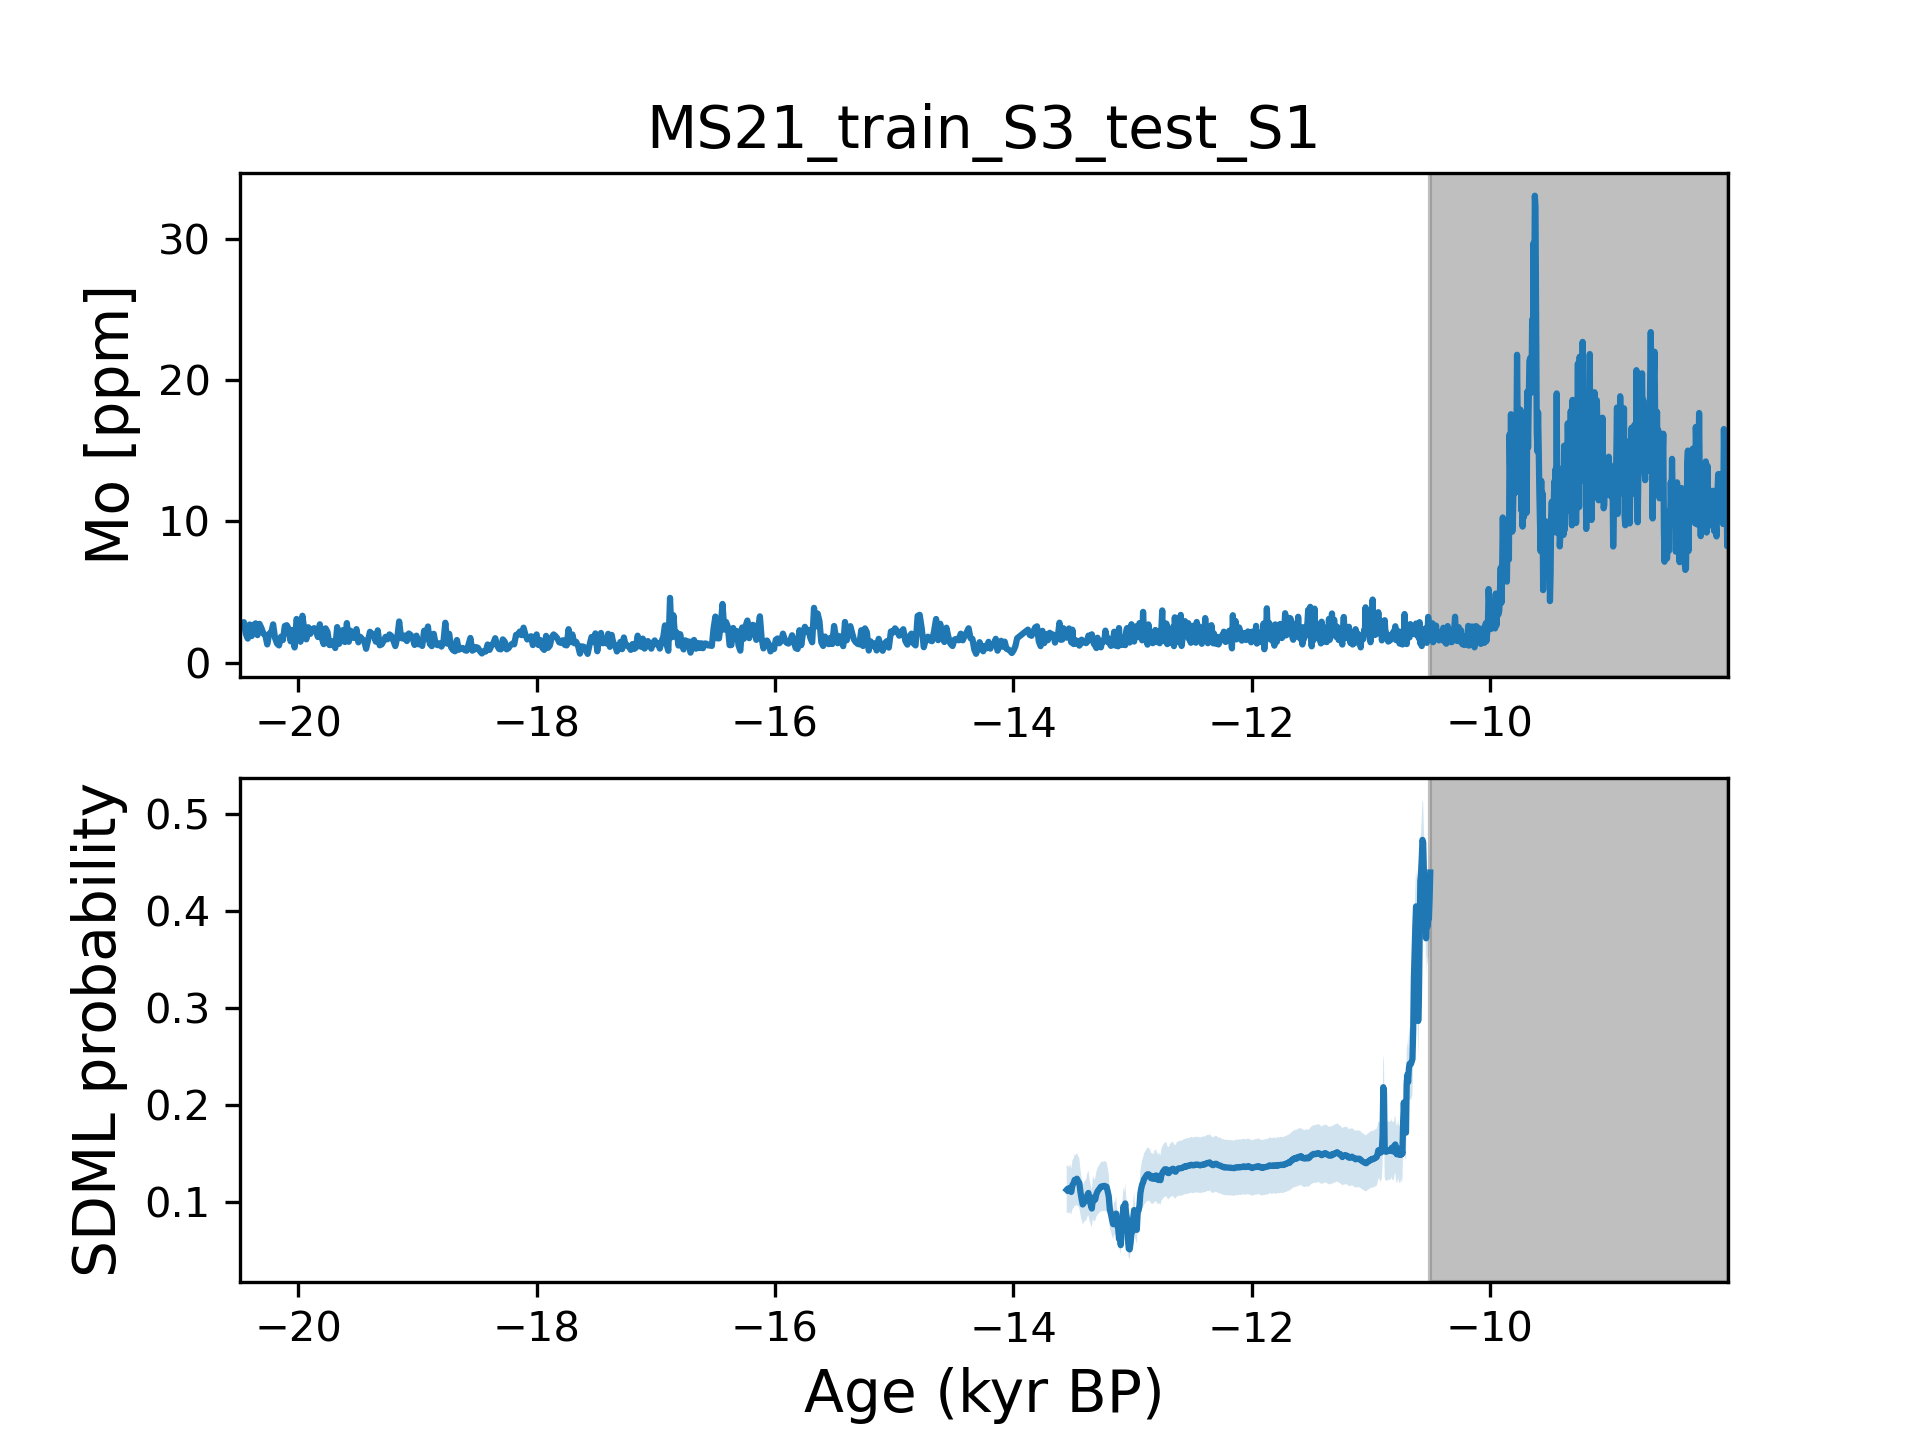 MS21_train_S3_test_S1
Mo [ppm]
30
20
10
0
−20 −18 −16 −14 −12 −10
SDML probability
0.5
0.4
0.3
0.2
0.1
−20 −18 −16 −14 −12 −10
Age (kyr BP)